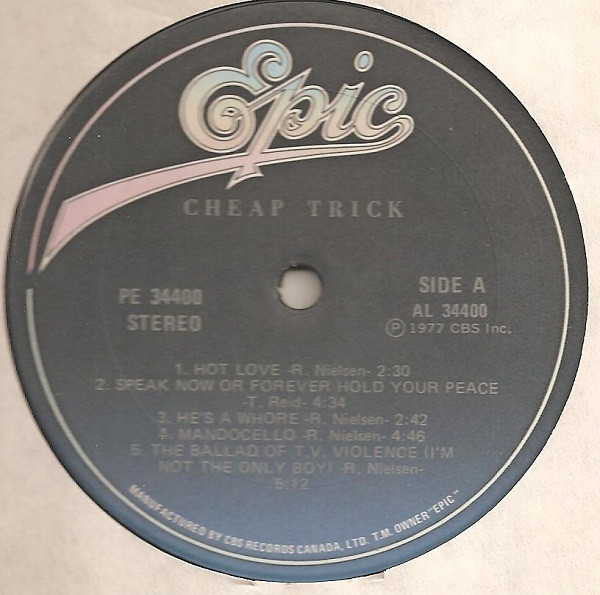 Epic
CHEAP TRICK
PE 34400
STEREO
SIDE A
AL 34400
Ⓟ 1977 CBS Inc.
1. HOT LOVE -R. Nielsen- 2:30
2. SPEAK NOW OR FOREVER HOLD YOUR PEACE
-T. Reid- 4:34
3. HE'S A WHORE -R. Nielsen- 2:42
4. MANDOCELLO -R. Nielsen- 4:46
5. THE BALLAD OF T.V. VIOLENCE (I'M
NOT THE ONLY BOY) -R. Nielsen-
MANUFACTURED BY CBS RECORDS CANADA, LTD. T.M. OWNER "EPIC"